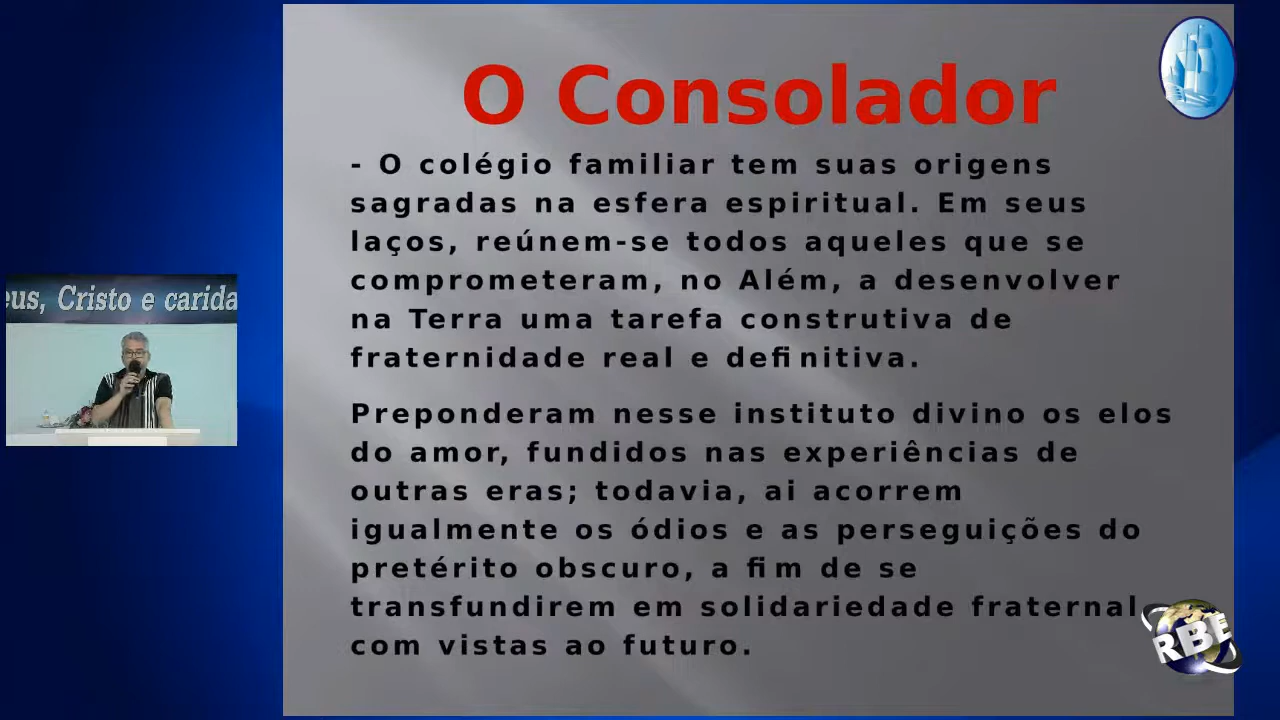 O Consolador
- O colégio familiar tem suas origens
sagradas na esfera espiritual. Em seus
laços, reúnem-se todos aqueles que se
comprometeram, no Além, a desenvolver
na Terra uma tarefa construtiva de
fraternidade real e definitiva.
Preponderam nesse instituto divino os elos
do amor, fundidos nas experiências de
outras eras; todavia, ai acorrem
igualmente os ódios e as perseguições do
pretérito obscuro, a fim de se
transfundirem em solidariedade fraternal,
com vistas ao futuro.
eus, Cristo e carida
RBE